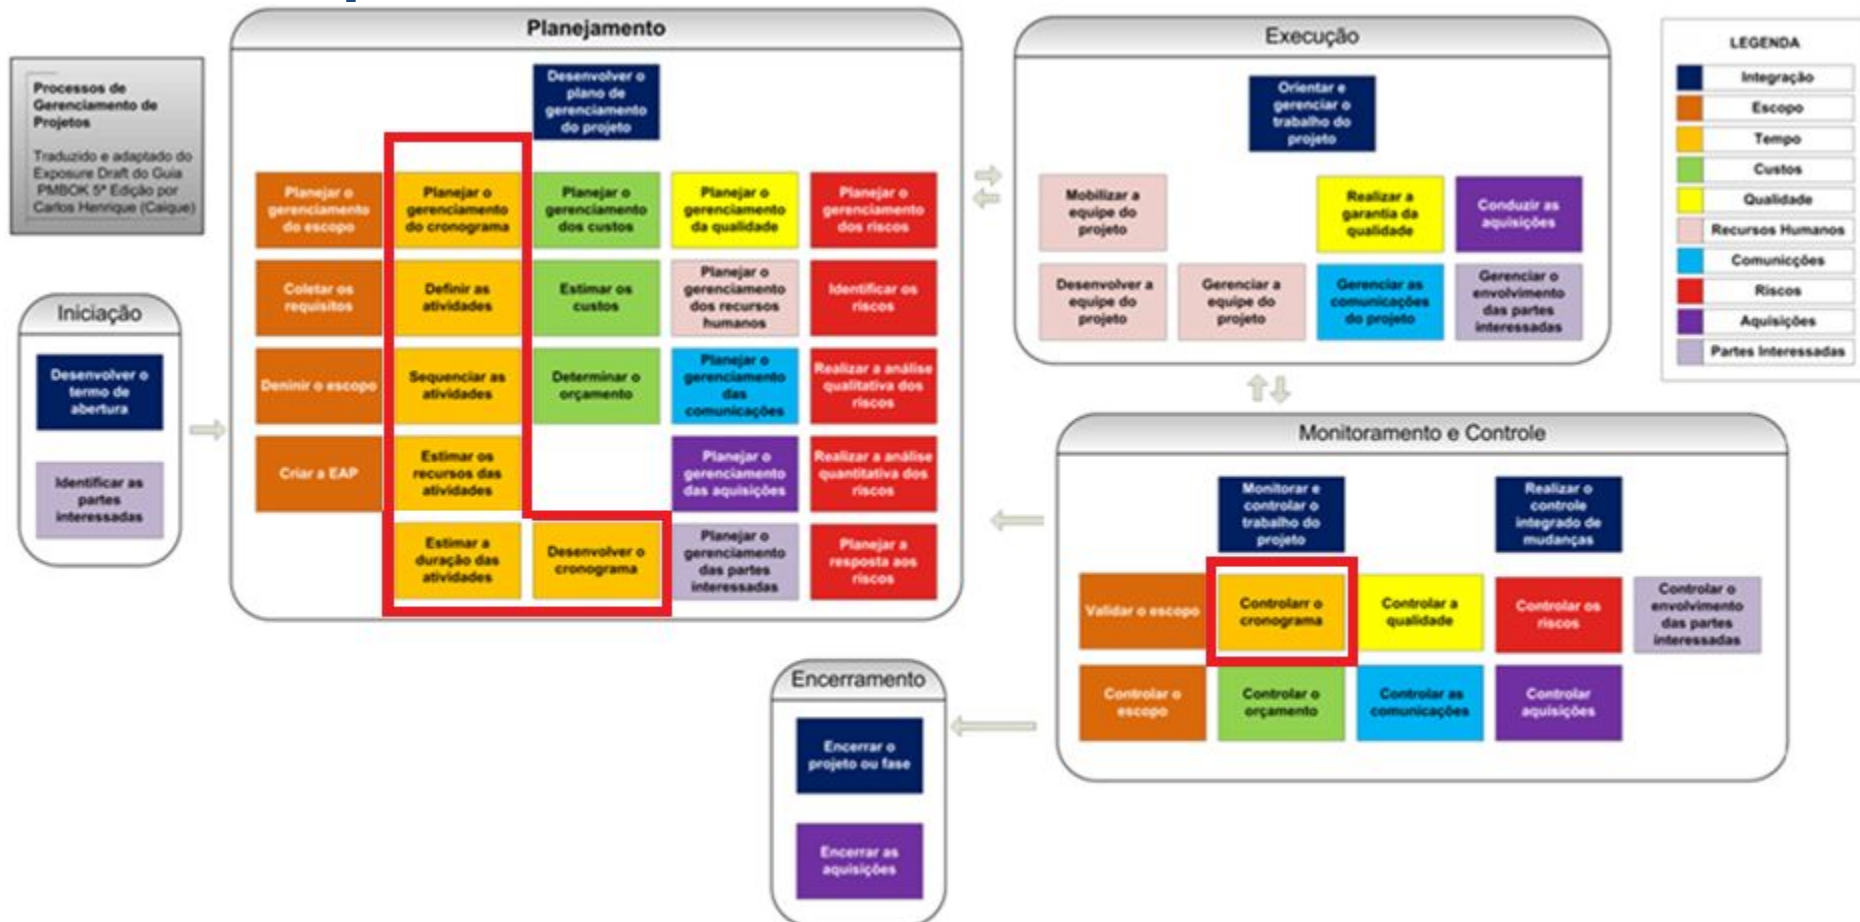 Processos de
Gerenciamento de
Projetos
Traduzido e adaptado do
Exposure Draft do Guia
PMBOK 5ª Edição por
Carlos Henrique (Caique)
Iniciação
Desenvolver o
termo de
abertura
Identificar as
partes
interessadas
Planejamento
Desenvolver o
plano de
gerenciamento
do projeto
Planejar o
gerenciamento
do escopo
Planejar o
gerenciamento
do cronograma
Planejar o
gerenciamento
dos custos
Planejar o
gerenciamento
da qualidade
Planejar o
gerenciamento
dos riscos
Coletar os
requisitos
Definir as
atividades
Estimar os
custos
Planejar o
gerenciamento
dos recursos
humanos
Identificar os
riscos
Deninir o escopo
Sequenciar as
atividades
Determinar o
orçamento
Planejar o
gerenciamento
das
comunicações
Realizar a análise
qualitativa dos
riscos
Criar a EAP
Estimar os
recursos das
atividades
Planejar o
gerenciamento
das aquisições
Realizar a análise
quantitativa dos
riscos
Estimar a
duração das
atividades
Desenvolver o
cronograma
Planejar o
gerenciamento
das partes
interessadas
Planejar a
resposta aos
riscos
Execução
Orientar e
gerenciar o
trabalho do
projeto
Mobilizar a
equipe do
projeto
Realizar a
garantia da
qualidade
Conduzir as
aquisições
Desenvolver a
equipe do
projeto
Gerenciar a
equipe do
projeto
Gerenciar as
comunicações
do projeto
Gerenciar o
envolvimento
das partes
interessadas
LEGENDA
Integração
Escopo
Tempo
Custos
Qualidade
Recursos Humanos
Comunicções
Riscos
Aquisições
Partes Interessadas
Monitoramento e Controle
Monitorar e
controlar o
trabalho do
projeto
Realizar o
controle
integrado de
mudanças
Validar o escopo
Controlarr o
cronograma
Controlar a
qualidade
Controlar os
riscos
Controlar o
envolvimento
das partes
interessadas
Controlar o
escopo
Controlar o
orçamento
Controlar as
comunicações
Controlar
aquisições
Encerramento
Encerrar o
projeto ou fase
Encerrar as
aquisições